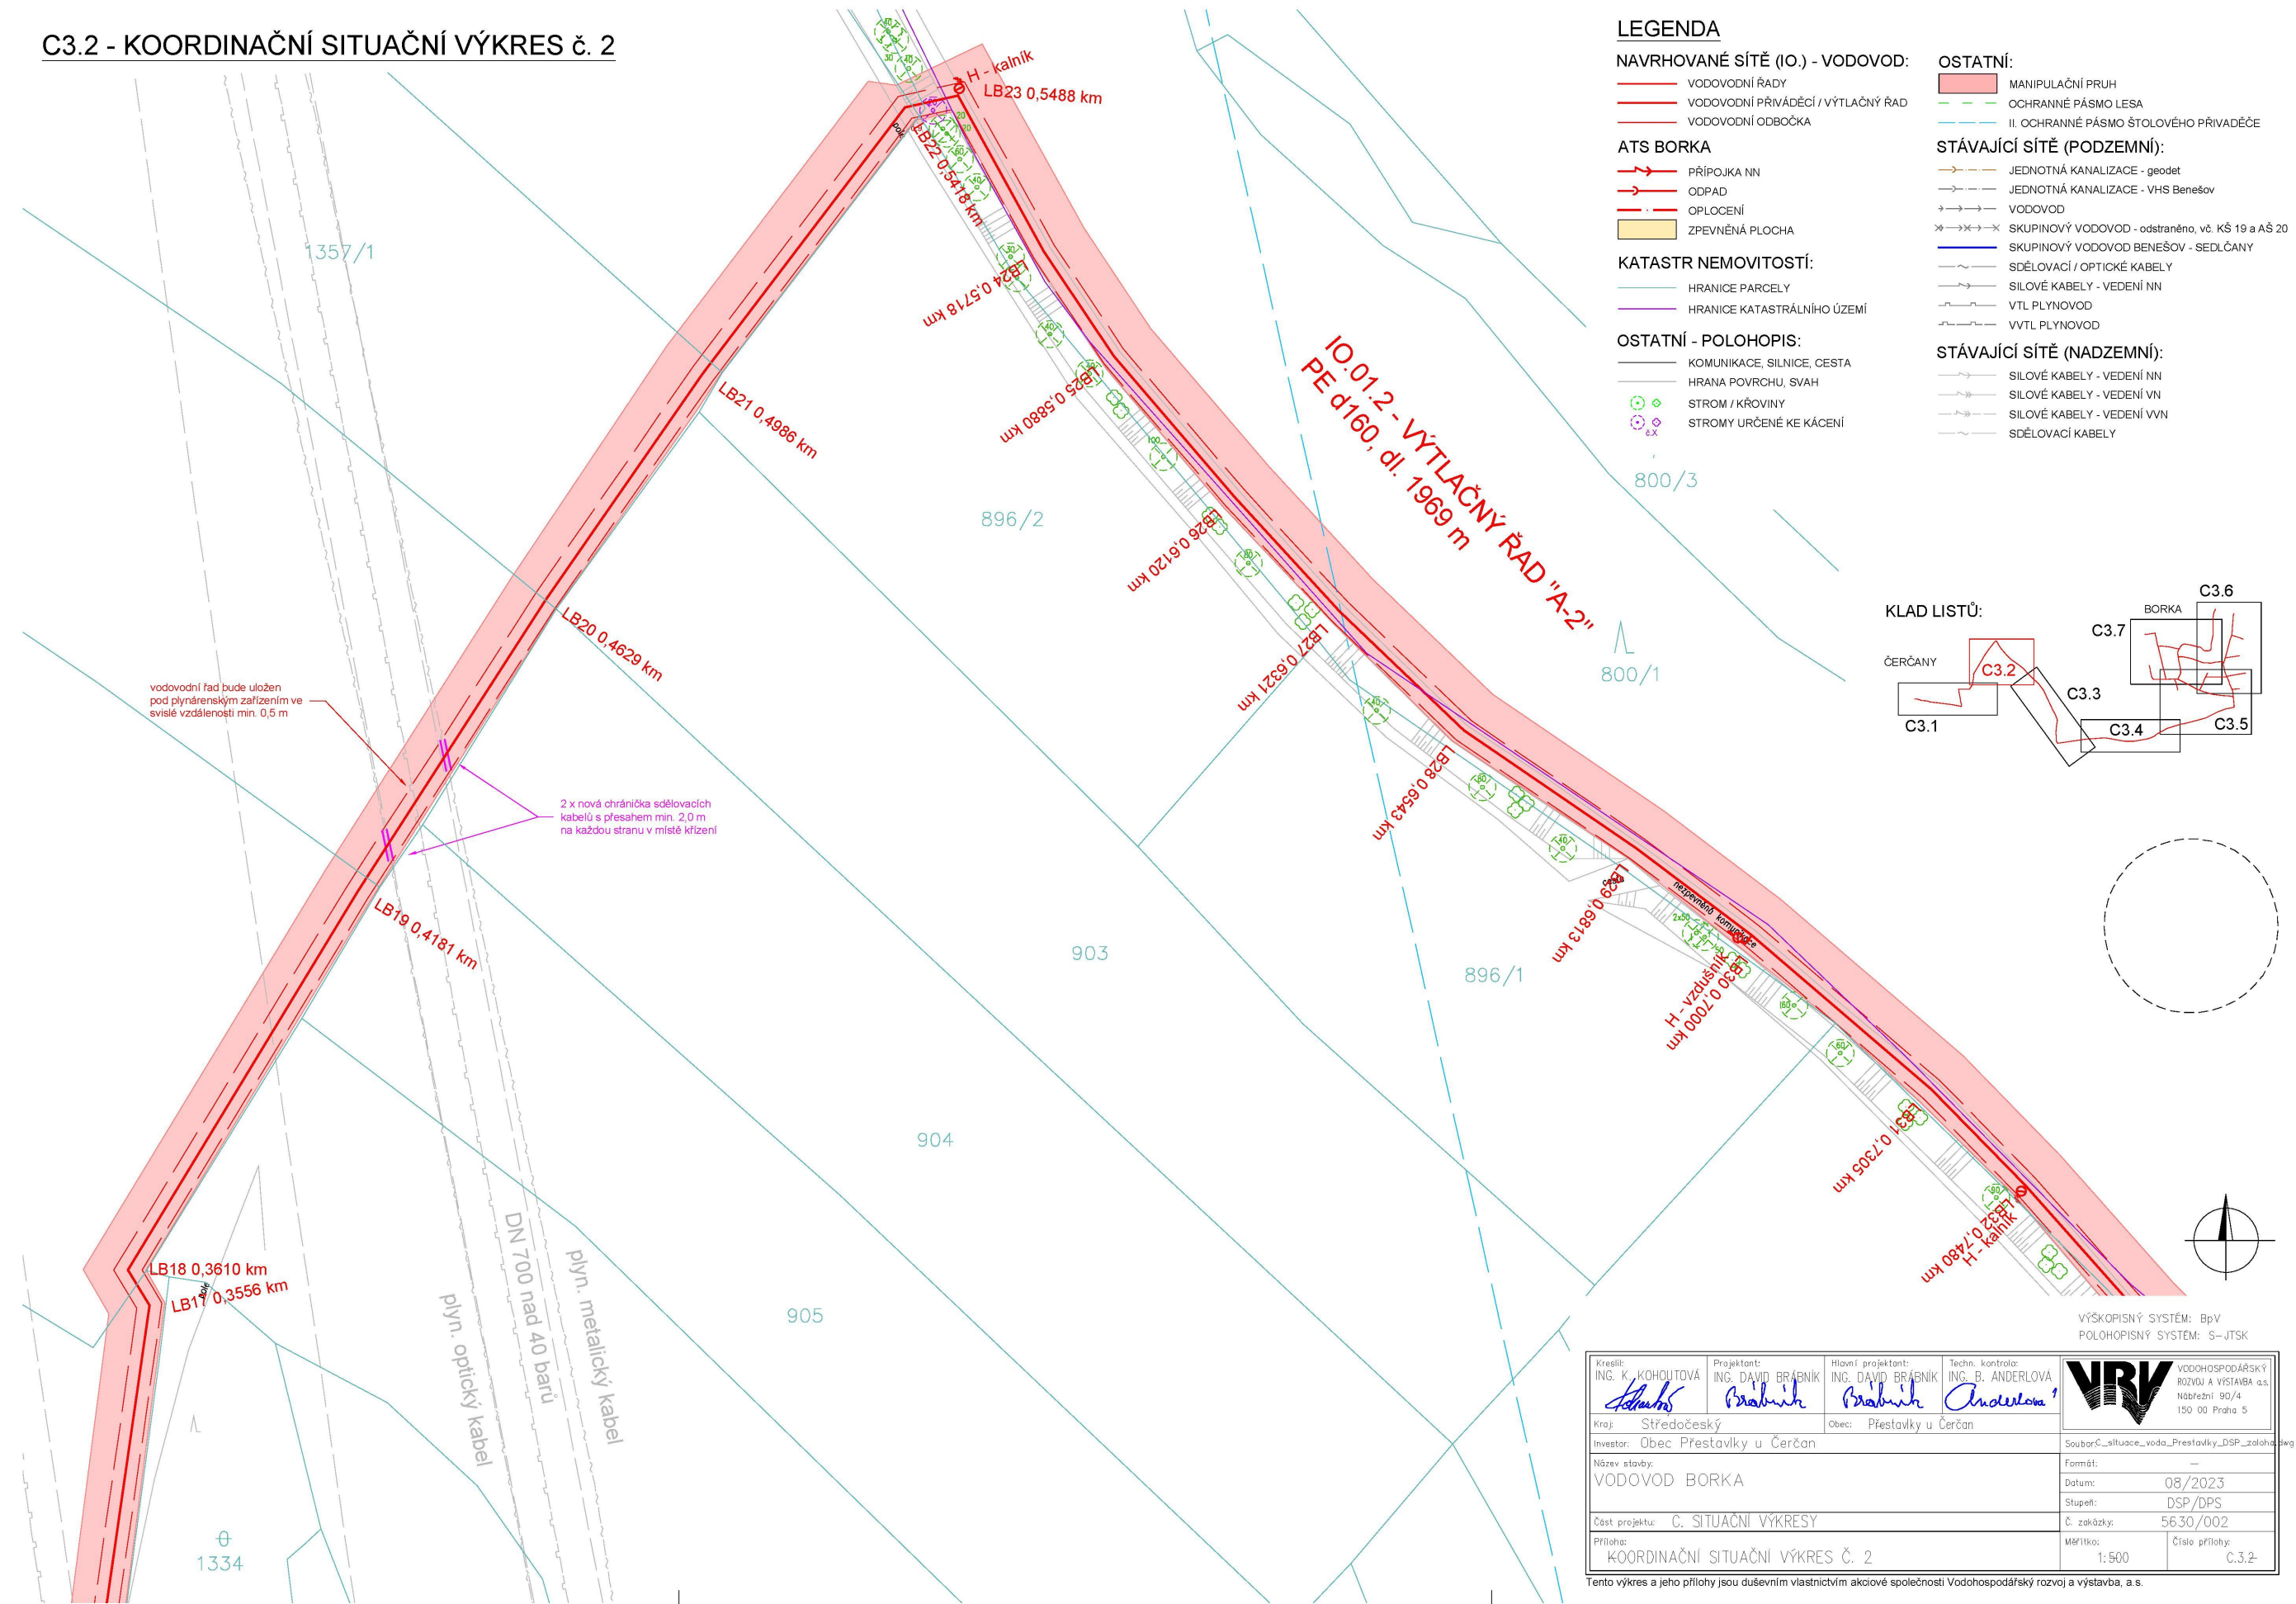 C3.2 - KOORDINAČNÍ SITUAČNÍ VÝKRES č. 2
H - kalník
LB23 0,5488 km
LB22 0,5418 km
pole
LB24 0,5718 km
LB21 0,4986 km
LB25 0,5880 km
LB26 0,6120 km
LB20 0,4629 km
LB27 0,6321 km
LB28 0,6543 km
LB19 0,4181 km
LB29 0,6813 km
cesta
nezpevněná komunikace
H - vzdušník
LB30 0,7000 km
LB31 0,7305 km
LB32 0,7480 km
H - kalník
LB18 0,3610 km
LB17 0,3556 km
pole
IO.01.2 - VÝTLAČNÝ ŘAD "A-2"
PE d160, dl. 1969 m
vodovodní řad bude uložen
pod plynárenským zařízením ve
svislé vzdálenosti min. 0,5 m
2 x nová chránička sdělovacích
kabelů s přesahem min. 2,0 m
na každou stranu v místě křížení
1357/1
896/2
800/3
800/1
903
896/1
904
905
0
1334
plyn. optický kabel
DN 700 nad 40 barů
plyn. metalický kabel
LEGENDA
NAVRHOVANÉ SÍTĚ (IO.) - VODOVOD:
VODOVODNÍ ŘADY
VODOVODNÍ PŘIVÁDĚCÍ / VÝTLAČNÝ ŘAD
VODOVODNÍ ODBOČKA
ATS BORKA
PŘÍPOJKA NN
ODPAD
OPLOCENÍ
ZPEVNĚNÁ PLOCHA
KATASTR NEMOVITOSTÍ:
HRANICE PARCELY
HRANICE KATASTRÁLNÍHO ÚZEMÍ
OSTATNÍ - POLOHOPIS:
KOMUNIKACE, SILNICE, CESTA
HRANA POVRCHU, SVAH
STROM / KŘOVINY
STROMY URČENÉ KE KÁCENÍ
č.X
OSTATNÍ:
MANIPULAČNÍ PRUH
OCHRANNÉ PÁSMO LESA
II. OCHRANNÉ PÁSMO ŠTOLOVÉHO PŘIVADĚČE
STÁVAJÍCÍ SÍTĚ (PODZEMNÍ):
JEDNOTNÁ KANALIZACE - geodet
JEDNOTNÁ KANALIZACE - VHS Benešov
VODOVOD
SKUPINOVÝ VODOVOD - odstraněno, vč. KŠ 19 a AŠ 20
SKUPINOVÝ VODOVOD BENEŠOV - SEDLČANY
SDĚLOVACÍ / OPTICKÉ KABELY
SILOVÉ KABELY - VEDENÍ NN
VTL PLYNOVOD
VVTL PLYNOVOD
STÁVAJÍCÍ SÍTĚ (NADZEMNÍ):
SILOVÉ KABELY - VEDENÍ NN
SILOVÉ KABELY - VEDENÍ VN
SILOVÉ KABELY - VEDENÍ VVN
SDĚLOVACÍ KABELY
KLAD LISTŮ:
ČERČANY
BORKA
C3.1
C3.2
C3.3
C3.4
C3.5
C3.6
C3.7
VÝŠKOPISNÝ SYSTÉM: BpV
POLOHOPISNÝ SYSTÉM: S-JTSK
Kreslil:
ING. K. KOHOUTOVÁ
Projektant:
ING. DAVID BRÁBNÍK
Hlavní projektant:
ING. DAVID BRÁBNÍK
Techn. kontrola:
ING. B. ANDERLOVÁ
Brábník
Brábník
Anderlová
VRV
VODOHOSPODÁŘSKÝ
ROZVOJ A VÝSTAVBA a.s.
Nábřežní 90/4
150 00 Praha 5
Kraj: Středočeský
Obec: Přestavlky u Čerčan
Investor: Obec Přestavlky u Čerčan
Soubor: C_situace_voda_Prestavlky_DSP_zaloha.dwg
Název stavby:
VODOVOD BORKA
Formát: —
Datum: 08/2023
Stupeň: DSP/DPS
Část projektu: C. SITUAČNÍ VÝKRESY
Č. zakázky: 5630/002
Příloha:
KOORDINAČNÍ SITUAČNÍ VÝKRES Č. 2
Měřítko:
1:500
Číslo přílohy:
C.3.2
Tento výkres a jeho přílohy jsou duševním vlastnictvím akciové společnosti Vodohospodářský rozvoj a výstavba, a.s.